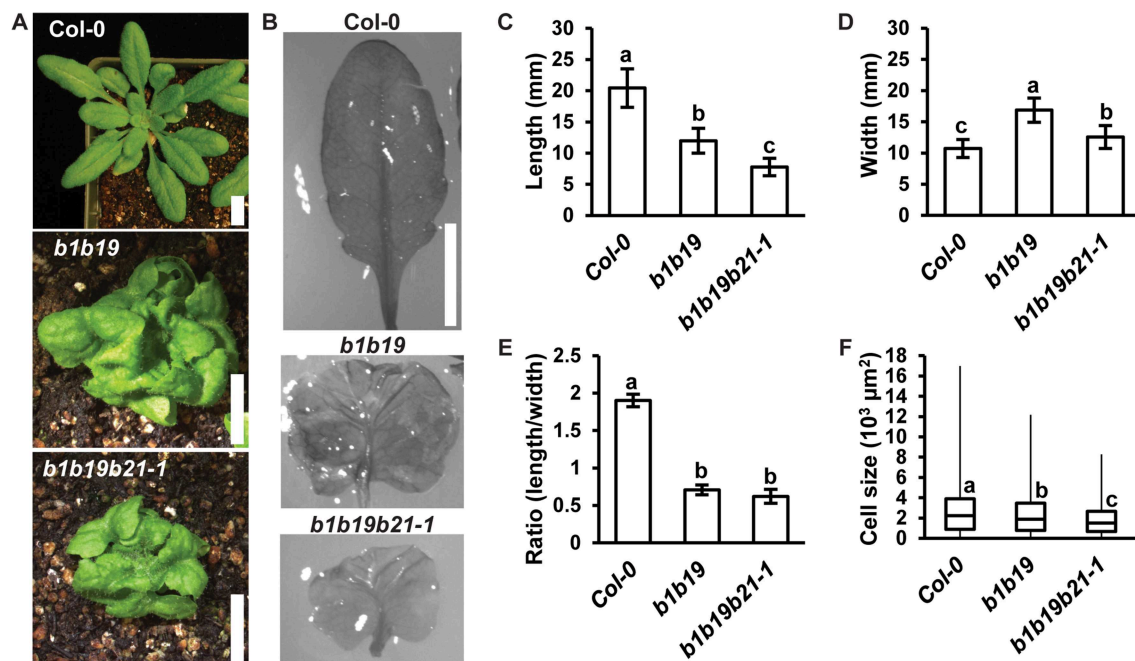 A
Col-0
b1b19
b1b19b21-1
B
Col-0
b1b19
b1b19b21-1
C
Length (mm)
30
25
20
15
10
5
0
a
b
c
Col-0
b1b19
b1b19b21-1
D
Width (mm)
30
25
20
15
10
5
0
c
a
b
Col-0
b1b19
b1b19b21-1
E
Ratio (length/width)
2.5
2
1.5
1
0.5
0
a
b
b
Col-0
b1b19
b1b19b21-1
F
Cell size (10³ µm²)
18
16
14
12
10
8
6
4
2
0
a
b
c
Col-0
b1b19
b1b19b21-1